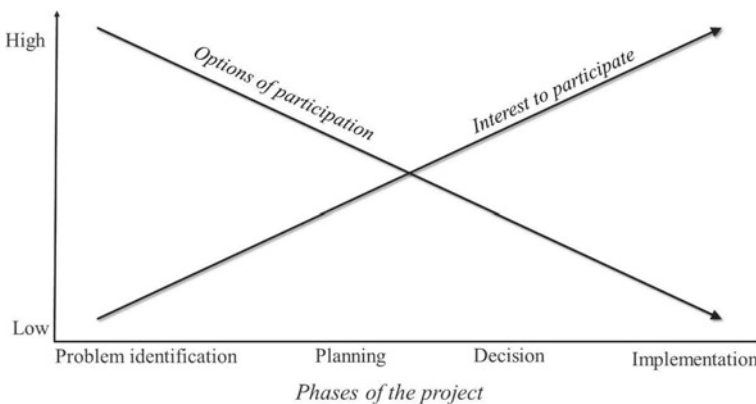 High
Options of participation
Interest to participate
Low
Problem identification
Planning
Decision
Implementation
Phases of the project